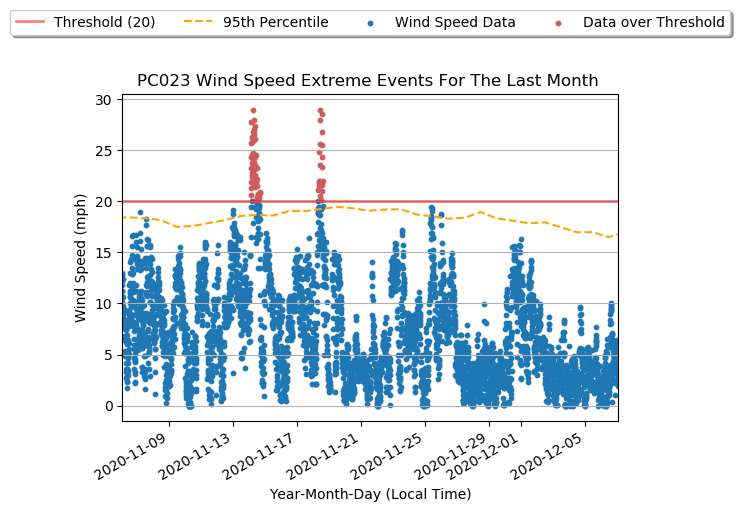 Threshold (20) 95th Percentile Wind Speed Data Data over Threshold
PC023 Wind Speed Extreme Events For The Last Month
30
25
20
15
10
5
0
Wind Speed (mph)
2020-11-09 2020-11-13 2020-11-17 2020-11-21 2020-11-25 2020-11-29 2020-12-01 2020-12-05
Year-Month-Day (Local Time)